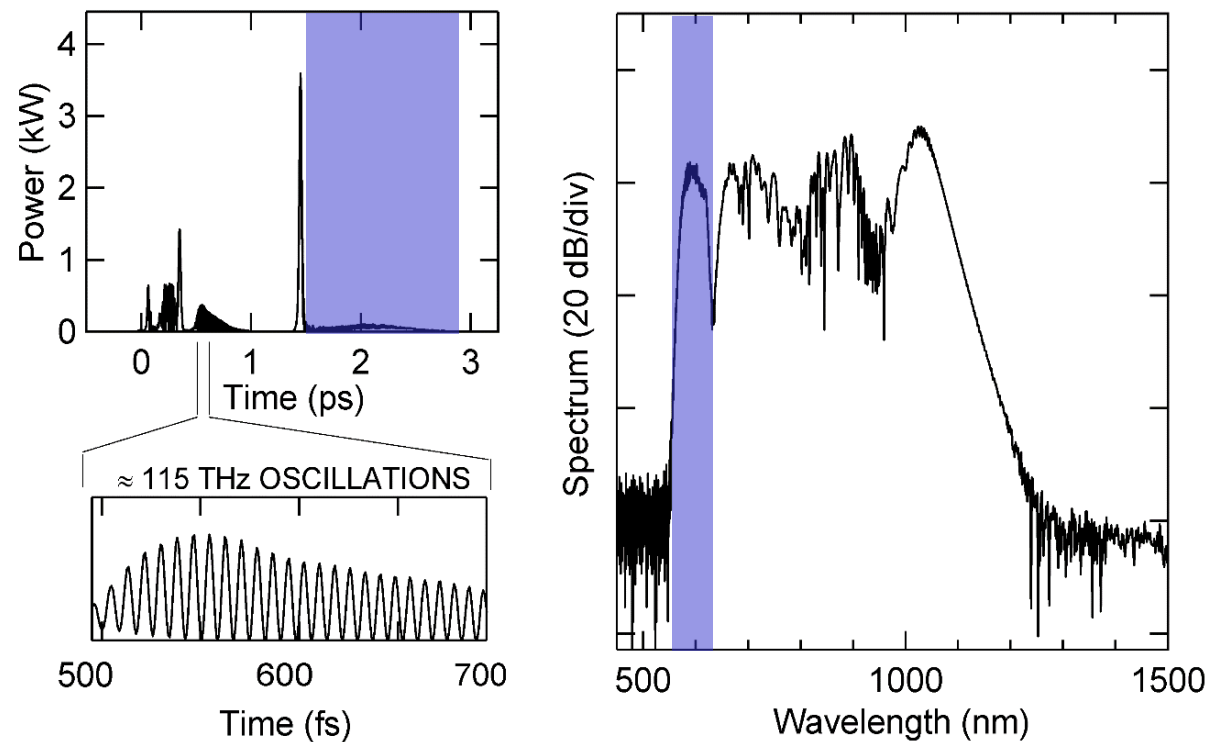 Power (kW)
4
3
2
1
0
0 1 2 3
Time (ps)
≈ 115 THz OSCILLATIONS
500 600 700
Time (fs)
Spectrum (20 dB/div)
500 1000 1500
Wavelength (nm)